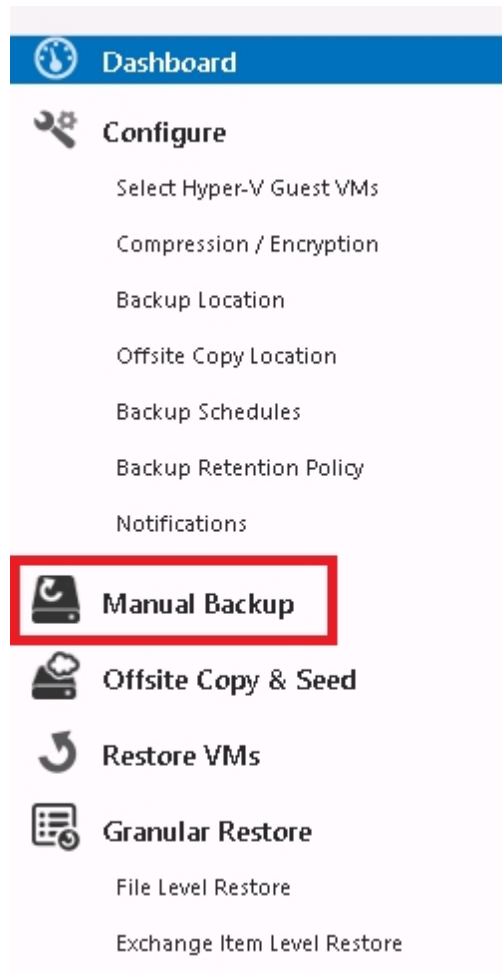 Dashboard
Configure
Select Hyper-V Guest VMs
Compression / Encryption
Backup Location
Offsite Copy Location
Backup Schedules
Backup Retention Policy
Notifications
Manual Backup
Offsite Copy & Seed
Restore VMs
Granular Restore
File Level Restore
Exchange Item Level Restore